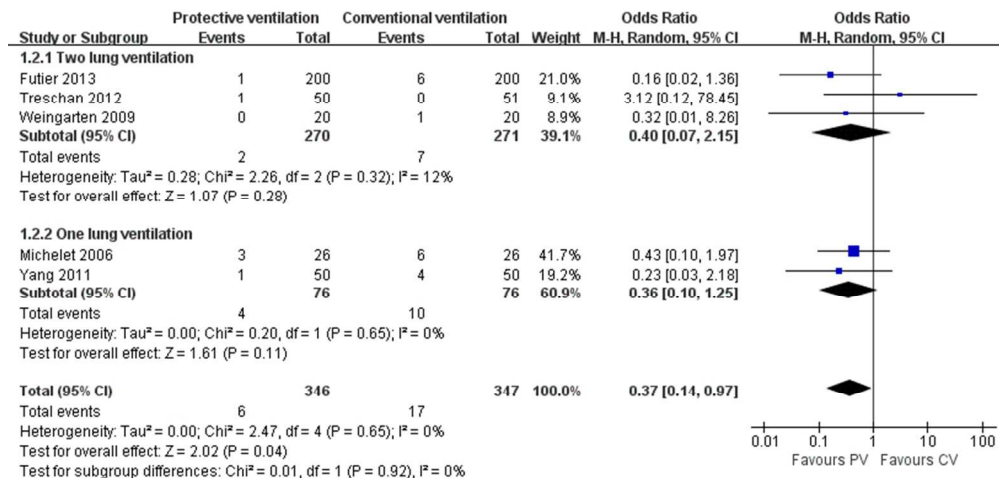 Protective ventilation Conventional ventilation Odds Ratio Odds Ratio
Study or Subgroup Events Total Events Total Weight M-H, Random, 95% CI M-H, Random, 95% CI
1.2.1 Two lung ventilation
Futier 2013 1 200 6 200 21.0% 0.16 [0.02, 1.36]
Treschan 2012 1 50 0 51 9.1% 3.12 [0.12, 78.45]
Weingarten 2009 0 20 1 20 8.9% 0.32 [0.01, 8.26]
Subtotal (95% CI) 270 271 39.1% 0.40 [0.07, 2.15]
Total events 2 7
Heterogeneity: Tau² = 0.28; Chi² = 2.26, df = 2 (P = 0.32); I² = 12%
Test for overall effect: Z = 1.07 (P = 0.28)
1.2.2 One lung ventilation
Michelet 2006 3 26 6 26 41.7% 0.43 [0.10, 1.97]
Yang 2011 1 50 4 50 19.2% 0.23 [0.03, 2.18]
Subtotal (95% CI) 76 76 60.9% 0.36 [0.10, 1.25]
Total events 4 10
Heterogeneity: Tau² = 0.00; Chi² = 0.20, df = 1 (P = 0.65); I² = 0%
Test for overall effect: Z = 1.61 (P = 0.11)
Total (95% CI) 346 347 100.0% 0.37 [0.14, 0.97]
Total events 6 17
Heterogeneity: Tau² = 0.00; Chi² = 2.47, df = 4 (P = 0.65); I² = 0%
Test for overall effect: Z = 2.02 (P = 0.04)
Test for subgroup differences: Chi² = 0.01, df = 1 (P = 0.92), I² = 0%
0.01 0.1 1 10 100
Favours PV Favours CV